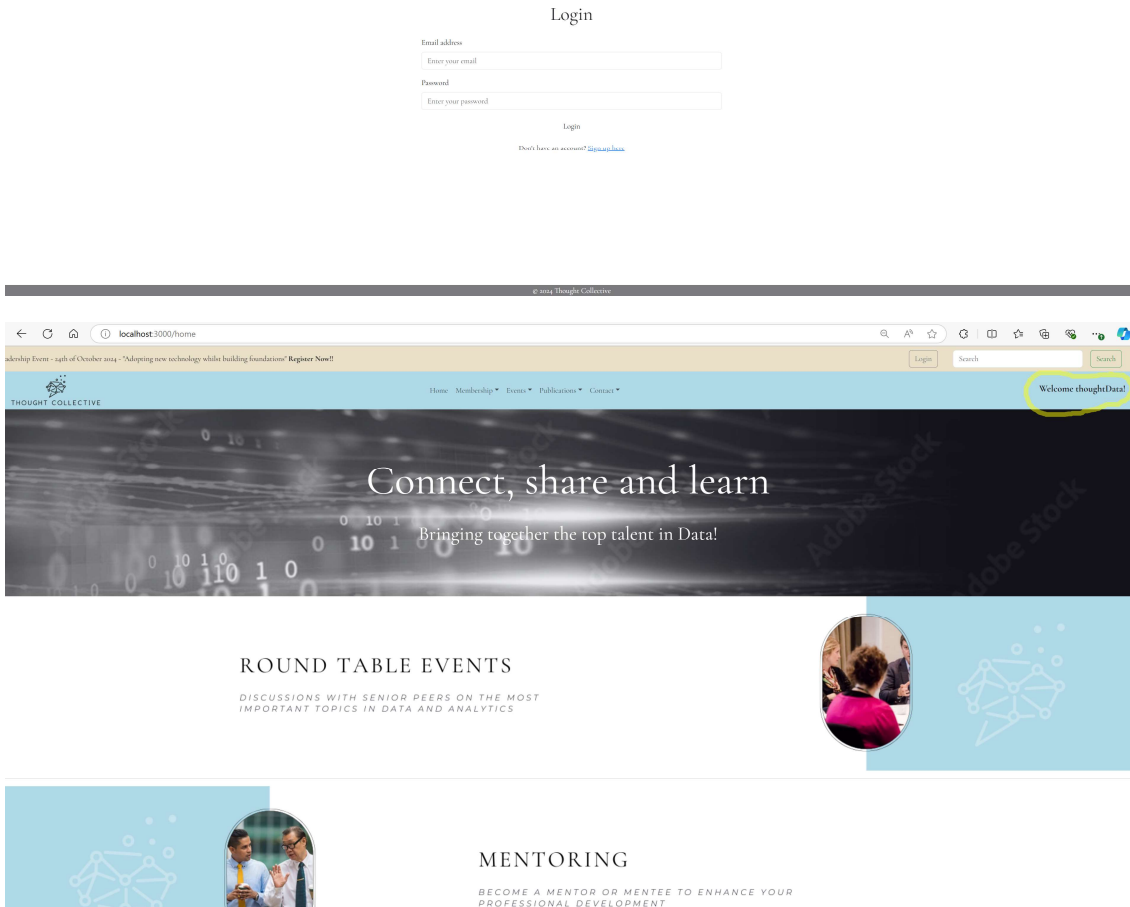 Login
Email address
Enter your email
Password
Enter your password
Login
Don't have an account? Sign up here
© 2024 Thought Collective
localhost:3000/home
adership Event - 24th of October 2024 - "Adopting new technology whilst building foundations" Register Now!!
Login
Search
Search
THOUGHT COLLECTIVE
Home Membership Events Publications Contact
Welcome thoughtData!
Connect, share and learn
Bringing together the top talent in Data!
Adobe Stock
ROUND TABLE EVENTS
DISCUSSIONS WITH SENIOR PEERS ON THE MOST
IMPORTANT TOPICS IN DATA AND ANALYTICS
MENTORING
BECOME A MENTOR OR MENTEE TO ENHANCE YOUR
PROFESSIONAL DEVELOPMENT